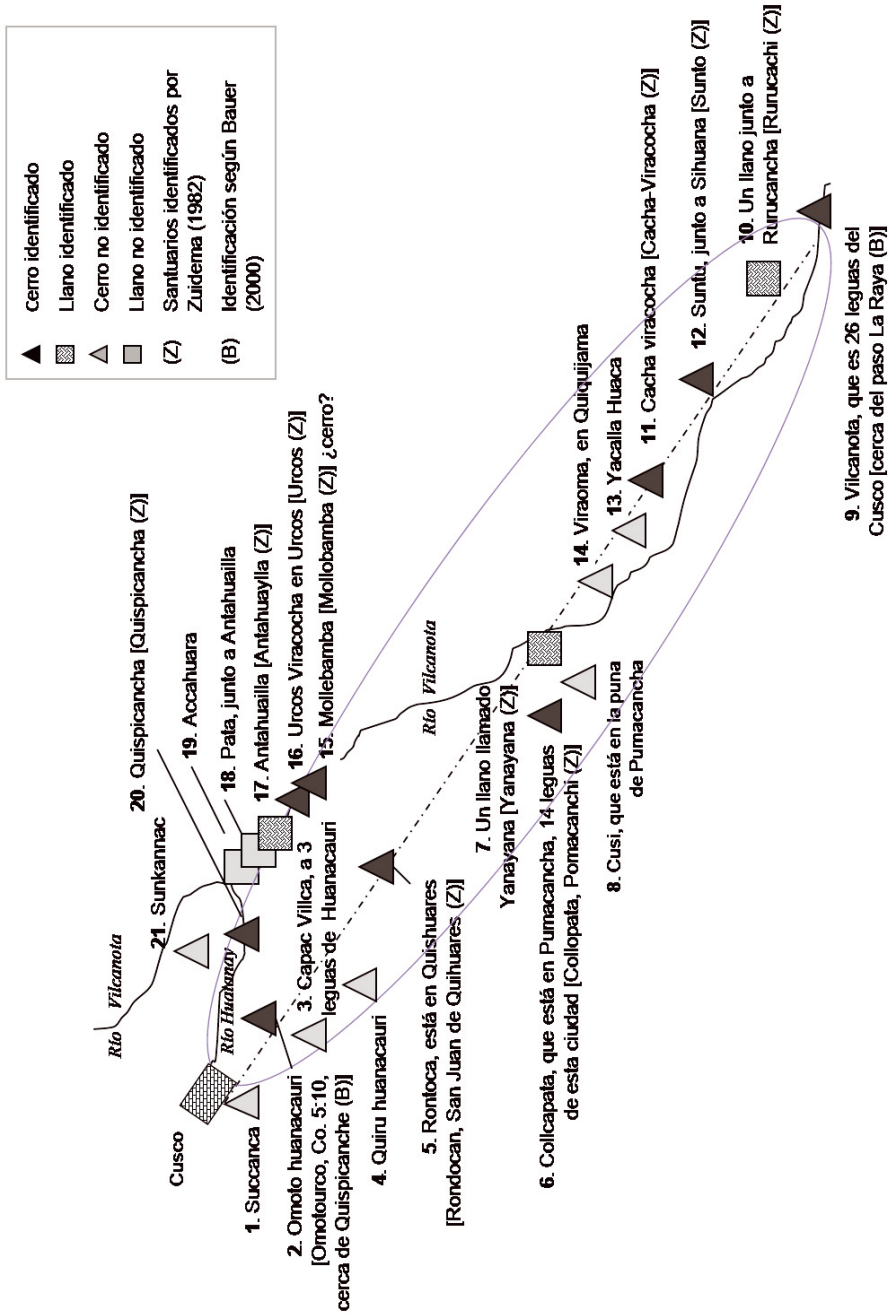 Cerro identificado
Llano identificado
Cerro no identificado
Llano no identificado
(Z) Santuarios identificados por
Zuidema (1982)
(B) Identificación según Bauer
(2000)
Cusco
Río Vilcanota
Río Huatanay
Río Vilcanota
1. Succanca
2. Omoto huanacauri
[Omotourco, Co. 5:10,
cerca de Quispicanche (B)]
3. Capac Villca, a 3
leguas de Huanacauri
4. Quiru huanacauri
5. Rontoca, está en Quishuares
[Rondocan, San Juan de Quihuares (Z)]
6. Collcapata, que está en Pumacancha, 14 leguas
de esta ciudad [Collopata, Pomacanchi (Z)]
7. Un llano llamado
Yanayana [Yanayana (Z)]
8. Cusi, que está en la puna
de Pumacancha
9. Vilcanota, que es 26 leguas del
Cusco [cerca del paso La Raya (B)]
10. Un llano junto a
Rurucancha [Rurucachi (Z)]
11. Cacha viracocha [Cacha-Viracocha (Z)]
12. Suntu, junto a Sihuana [Sunto (Z)]
13. Yacalla Huaca
14. Viraoma, en Quiquijama
15. Mollebamba [Mollobamba (Z)] ¿cerro?
16. Urcos Viracocha en Urcos [Urcos (Z)]
17. Antahuailla [Antahuaylla (Z)]
18. Pata, junto a Antahuailla
19. Accahuara
20. Quispicancha [Quispicancha (Z)]
21. Sunkannac